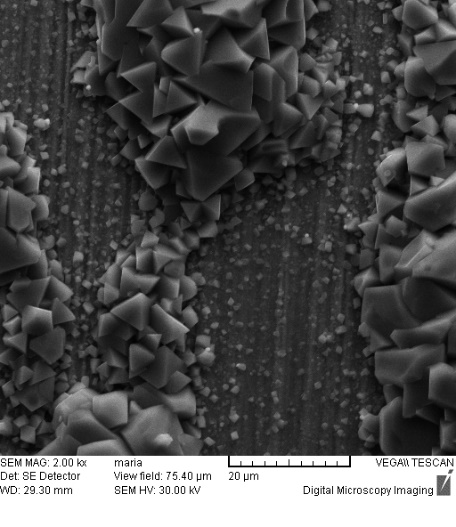 SEM MAG: 2.00 kx maria VEGA\\ TESCAN
Det: SE Detector View field: 75.40 µm 20 µm
WD: 29.30 mm SEM HV: 30.00 kV Digital Microscopy Imaging